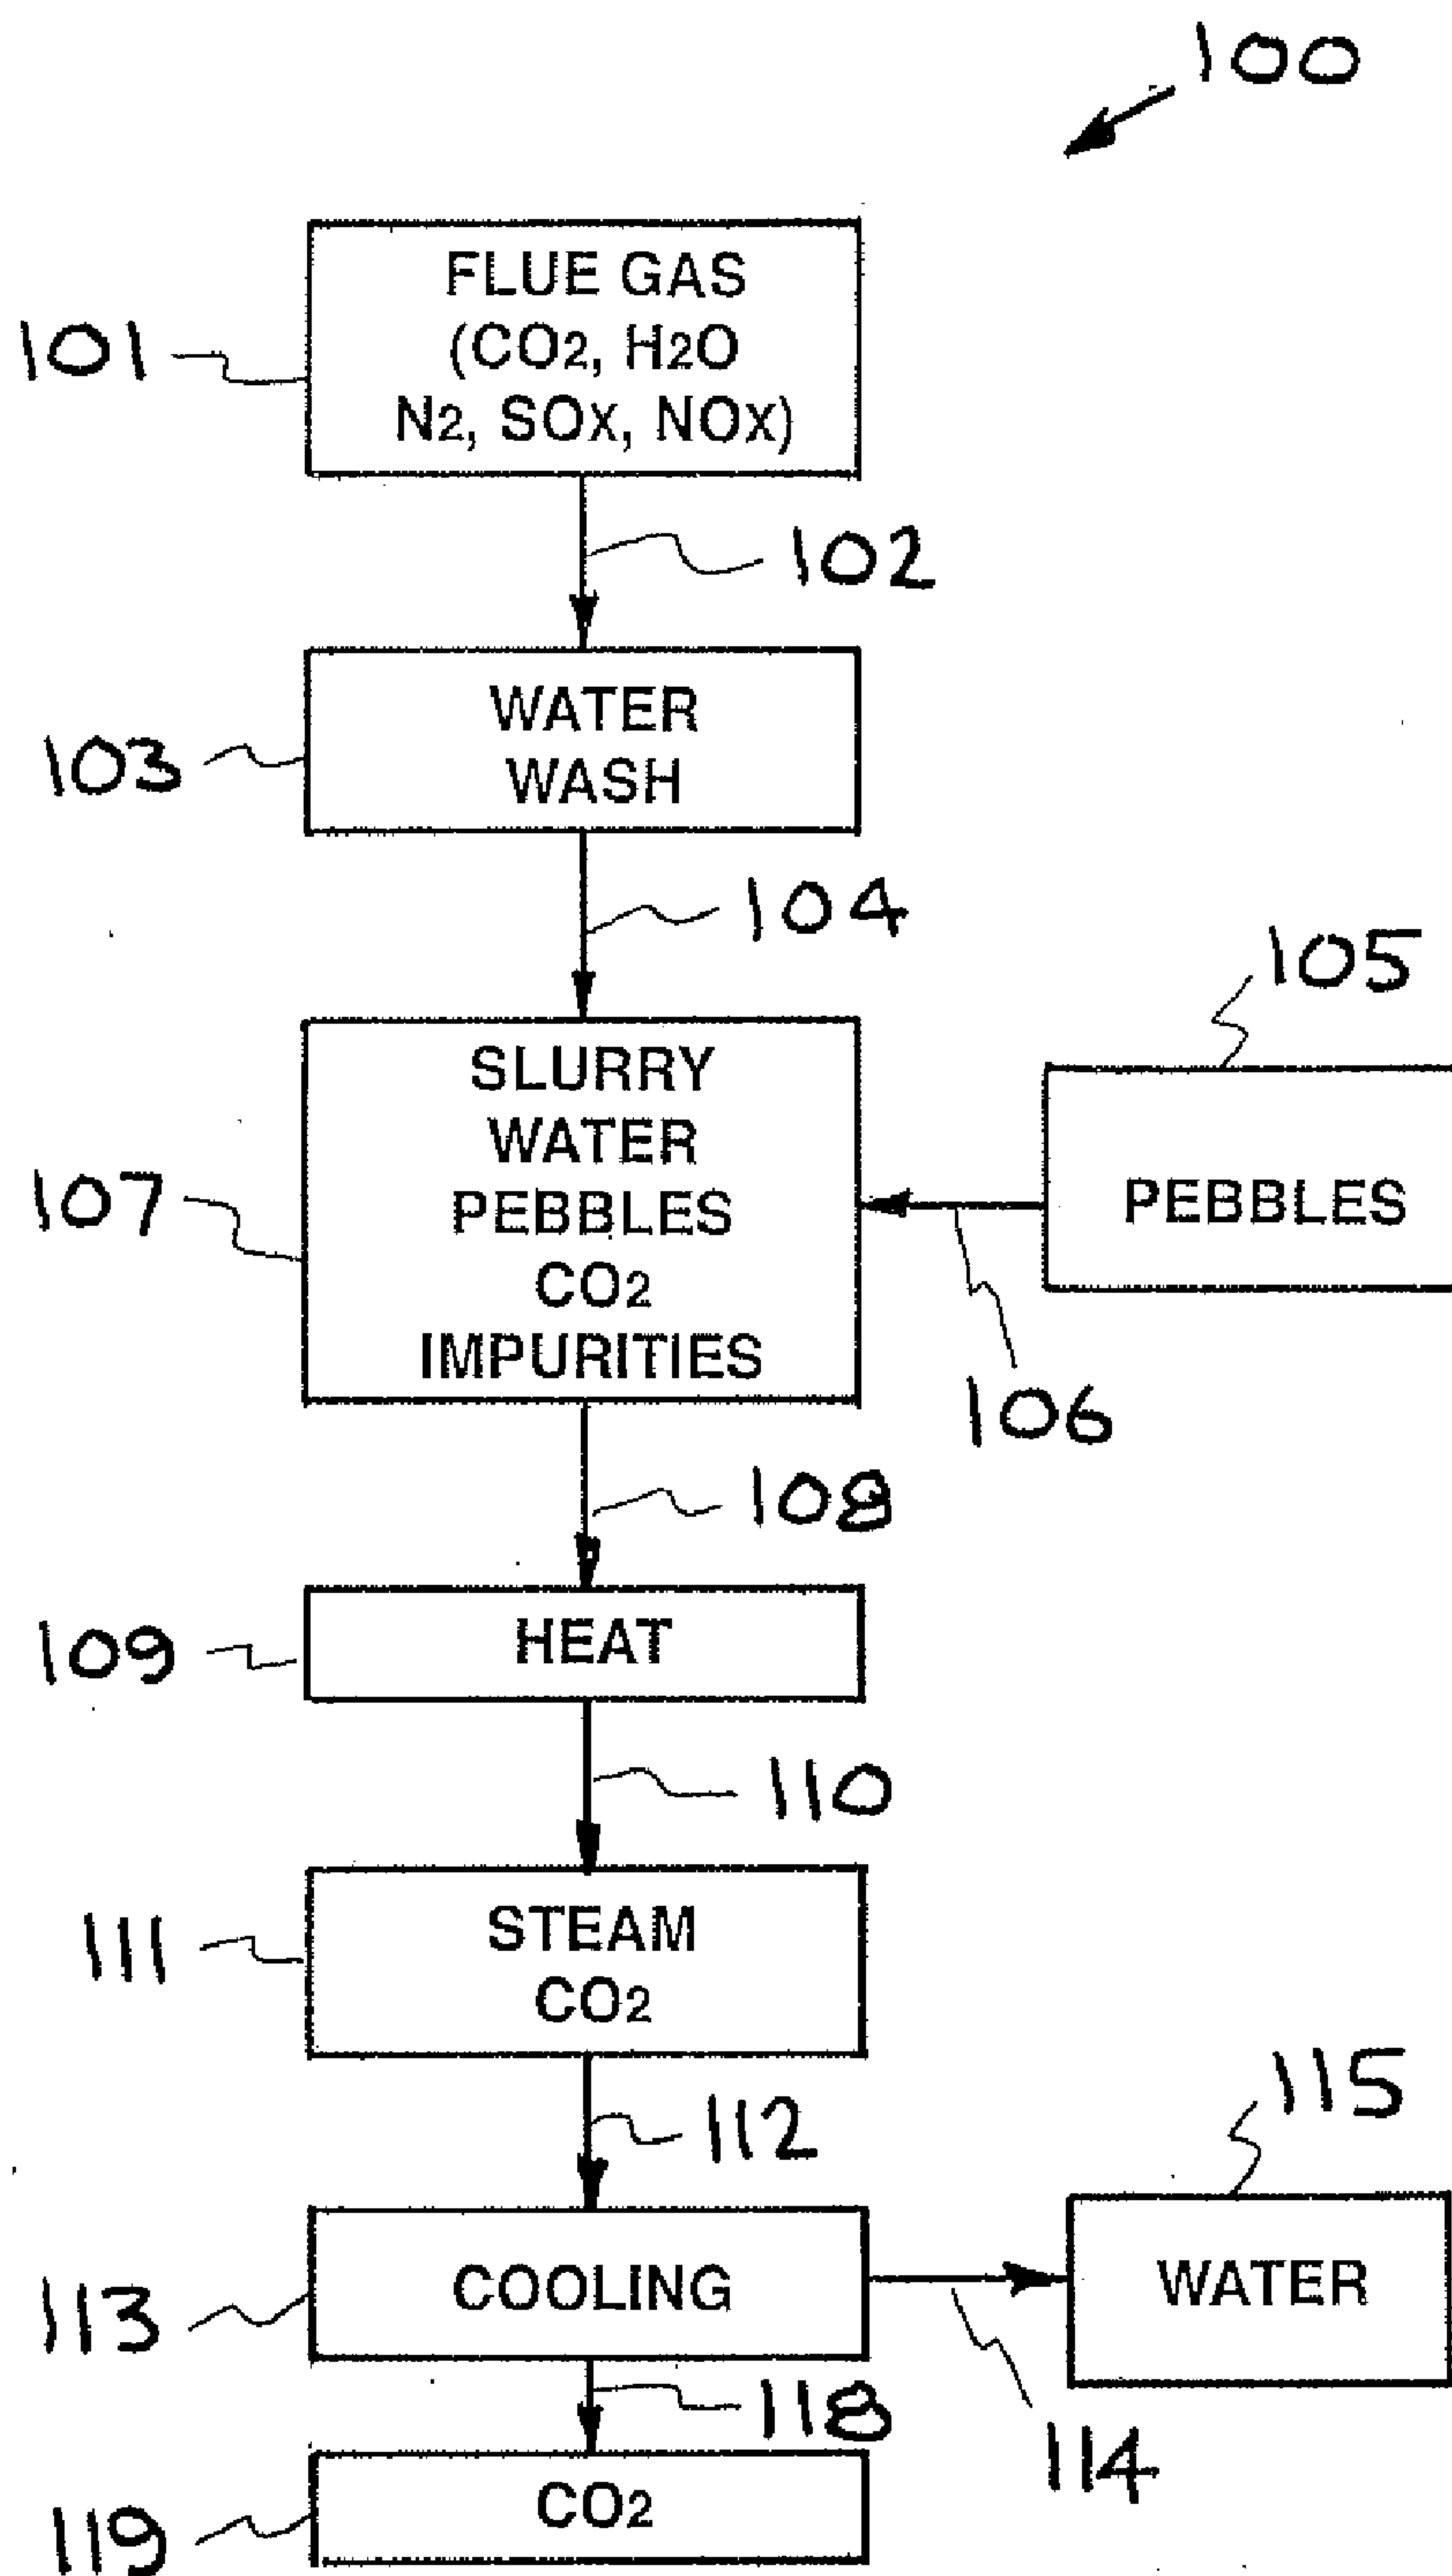 100
FLUE GAS
(CO2, H2O
N2, SOX, NOX)
101
102
WATER
WASH
103
104
105
SLURRY
WATER
PEBBLES
CO2
IMPURITIES
PEBBLES
107
106
108
HEAT
109
110
STEAM
CO2
111
112
115
COOLING
WATER
113
118
114
CO2
119